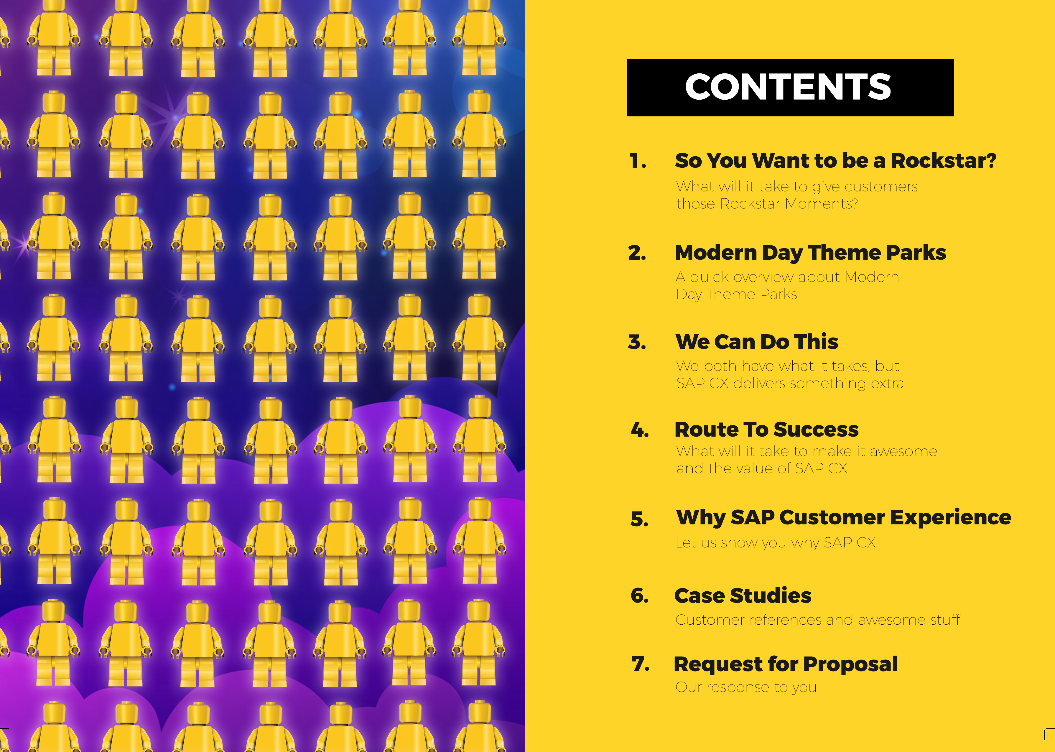 CONTENTS
1. So You Want to be a Rockstar?
What will it take to give customers
those Rockstar Moments?
2. Modern Day Theme Parks
A quick overview about Modern
Day Theme Parks
3. We Can Do This
We both have what it takes, but
SAP CX delivers something extra
4. Route To Success
What will it take to make it awesome
and the value of SAP CX
5. Why SAP Customer Experience
Let us show you why SAP CX
6. Case Studies
Customer references and awesome stuff
7. Request for Proposal
Our response to you